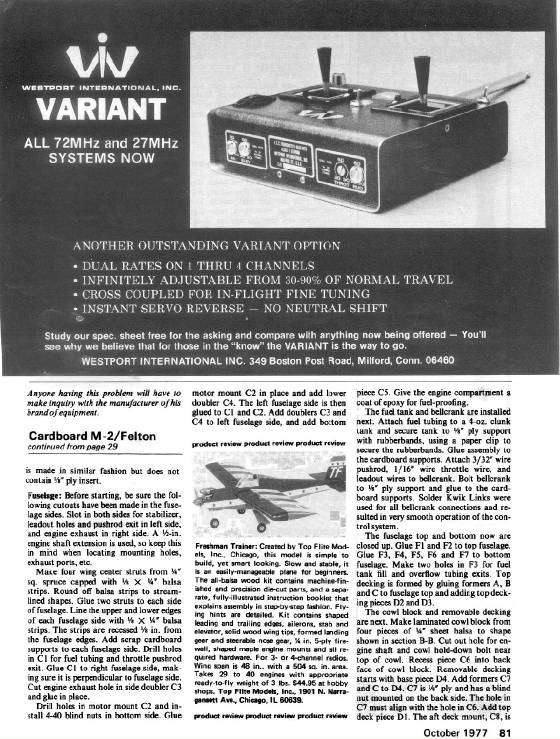 WESTPORT INTERNATIONAL, INC.
VARIANT
ALL 72MHz and 27MHz
SYSTEMS NOW
ANOTHER OUTSTANDING VARIANT OPTION
• DUAL RATES ON 1 THRU 4 CHANNELS
• INFINITELY ADJUSTABLE FROM 30-90% OF NORMAL TRAVEL
• CROSS COUPLED FOR IN-FLIGHT FINE TUNING
• INSTANT SERVO REVERSE — NO NEUTRAL SHIFT
Study our spec. sheet free for the asking and compare with anything now being offered — You'll
see why we believe that for those in the "know" the VARIANT is the way to go.
WESTPORT INTERNATIONAL INC. 349 Boston Post Road, Milford, Conn. 06460
Anyone having this problem will have to
make inquiry with the manufacturer of his
brand of equipment.
Cardboard M-2/Felton
continued from page 29
is made in similar fashion but does not
contain ⅛" ply insert.
Fuselage: Before starting, be sure the fol-
lowing cutouts have been made in the fuse-
lage sides. Slot in both sides for stabilizer,
leadout holes and pushrod exit in left side,
and engine exhaust in right side. A ½-in.
engine shaft extension is used, so keep this
in mind when locating mounting holes,
exhaust ports, etc.
Make four wing center struts from ¼"
sq. spruce capped with ⅛ X ¼" balsa
strips. Round off balsa strips to stream-
lined shapes. Glue two struts to each side
of fuselage. Line the upper and lower edges
of each fuselage side with ⅛ X ¼" balsa
strips. The strips are recessed ⅛ in. from
the fuselage edges. Add scrap cardboard
supports to each fuselage side. Drill holes
in C1 for fuel tubing and throttle pushrod
exit. Glue C1 to right fuselage side, mak-
ing sure it is perpendicular to fuselage side.
Cut engine exhaust hole in side doubler C3
and glue in place.
Drill holes in motor mount C2 and in-
stall 4-40 blind nuts in bottom side. Glue
motor mount C2 in place and add lower
doubler C4. The left fuselage side is then
glued to C1 and C2. Add doublers C3 and
C4 to left fuselage side, and add bottom
product review product review product review
TF
Freshman Trainer: Created by Top Flite Mod-
els, Inc., Chicago, this model is simple to
build, yet smart looking. Slow and stable, it
is an easily-manageable plane for beginners.
The all-balsa wood kit contains machine-fin-
ished and precision die-cut parts, and a sepa-
rate, fully-illustrated instruction booklet that
explains assembly in step-by-step fashion. Fly-
ing hints are detailed. Kit contains shaped
leading and trailing edges, ailerons, stab and
elevator, solid wood wing tips, formed landing
gear and steerable nose gear, ¼ in. 5-ply fire-
wall, shaped maple engine mounts and all re-
quired hardware. For 3- or 4-channel radios.
Wing span is 48 in., with a 504 sq. in. area.
Takes 29 to 40 engines with appropriate
ready-to-fly weight of 3 lbs. $44.95 at hobby
shops. Top Flite Models, Inc., 1901 N. Narra-
gansett Ave., Chicago, IL 60639.
product review product review product review
piece C5. Give the engine compartment a
coat of epoxy for fuel-proofing.
The fuel tank and bellcrank are installed
next. Attach fuel tubing to a 4-oz. clunk
tank and secure tank to ⅛" ply support
with rubberbands, using a paper clip to
secure the rubberbands. Glue assembly to
the cardboard supports. Attach 3/32" wire
pushrod, 1/16" wire throttle wire, and
leadout wires to bellcrank. Bolt bellcrank
to ⅛" ply support and glue to the card-
board supports. Solder Kwik Links were
used for all bellcrank connections and re-
sulted in very smooth operation of the con-
trol system.
The fuselage top and bottom now are
closed up. Glue F1 and F2 to top fuselage.
Glue F3, F4, F5, F6 and F7 to bottom
fuselage. Make two holes in F3 for fuel
tank fill and overflow tubing exits. Top
decking is formed by gluing formers A, B
and C to fuselage top and adding top deck-
ing pieces D2 and D3.
The cowl block and removable decking
are next. Make laminated cowl block from
four pieces of ¼" sheet balsa to shape
shown in section B-B. Cut out hole for en-
gine shaft and cowl hold-down bolt near
top of cowl. Recess piece C6 into back
face of cowl block. Removable decking
starts with base piece D4. Add formers C7
and C to D4. C7 is ⅛" ply and has a blind
nut mounted on the back side. The hole in
C7 must align with the hole in C6. Add top
deck piece D1. The aft deck mount, C8, is
October 1977 81